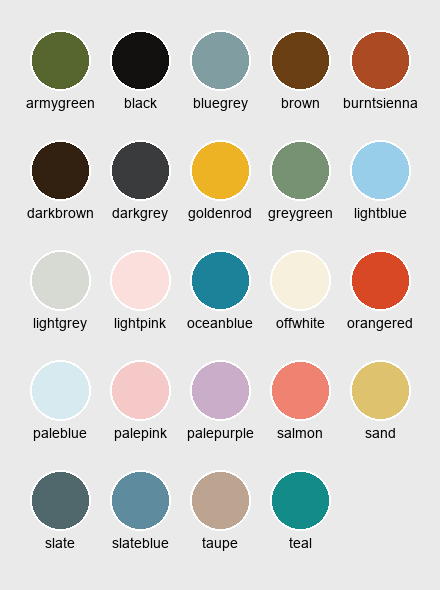 armygreen black bluegrey brown burntsienna
darkbrown darkgrey goldenrod greygreen lightblue
lightgrey lightpink oceanblue offwhite orangered
paleblue palepink palepurple salmon sand
slate slateblue taupe teal